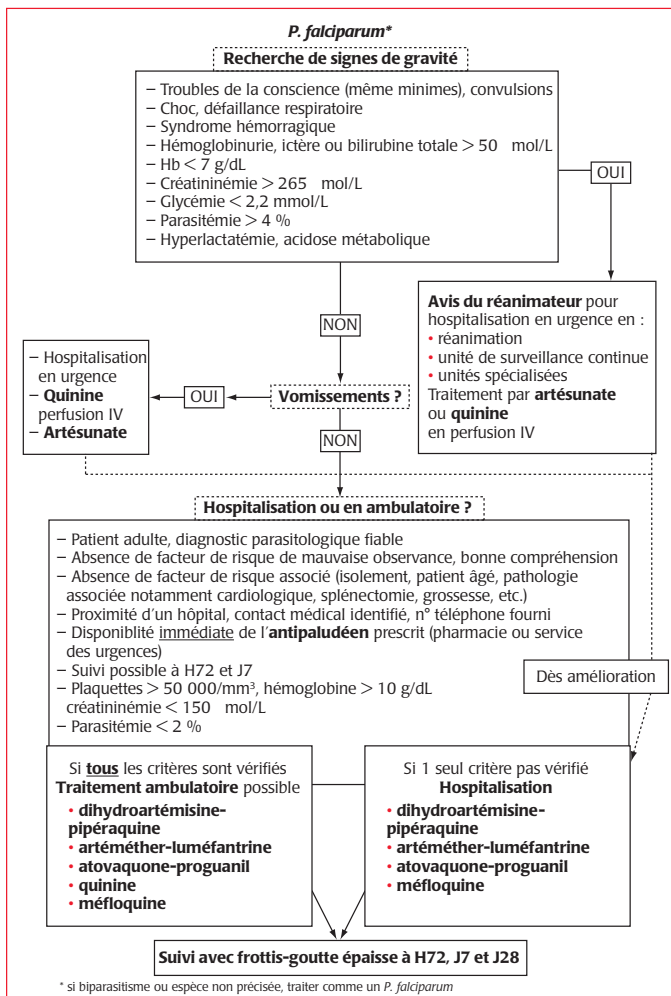 P. falciparum*
Recherche de signes de gravité
– Troubles de la conscience (même minimes), convulsions
– Choc, défaillance respiratoire
– Syndrome hémorragique
– Hémoglobinurie, ictère ou bilirubine totale > 50 mol/L
– Hb < 7 g/dL
– Créatininémie > 265 mol/L
– Glycémie < 2,2 mmol/L
– Parasitémie > 4 %
– Hyperlactatémie, acidose métabolique
OUI
NON
Avis du réanimateur pour
hospitalisation en urgence en :
• réanimation
• unité de surveillance continue
• unités spécialisées
Traitement par artésunate
ou quinine
en perfusion IV
– Hospitalisation
en urgence
– Quinine
perfusion IV
– Artésunate
OUI
Vomissements ?
NON
Hospitalisation ou en ambulatoire ?
– Patient adulte, diagnostic parasitologique fiable
– Absence de facteur de risque de mauvaise observance, bonne compréhension
– Absence de facteur de risque associé (isolement, patient âgé, pathologie
associée notamment cardiologique, splénectomie, grossesse, etc.)
– Proximité d'un hôpital, contact médical identifié, n° téléphone fourni
– Disponiblité immédiate de l'antipaludéen prescrit (pharmacie ou service
des urgences)
– Suivi possible à H72 et J7
– Plaquettes > 50 000/mm³, hémoglobine > 10 g/dL
créatininémie < 150 mol/L
– Parasitémie < 2 %
Dès amélioration
Si tous les critères sont vérifiés
Traitement ambulatoire possible
• dihydroartémisine-
pipéraquine
• artéméther-luméfantrine
• atovaquone-proguanil
• quinine
• méfloquine
Si 1 seul critère pas vérifié
Hospitalisation
• dihydroartémisine-
pipéraquine
• artéméther-luméfantrine
• atovaquone-proguanil
• méfloquine
Suivi avec frottis-goutte épaisse à H72, J7 et J28
* si biparasitisme ou espèce non précisée, traiter comme un P. falciparum